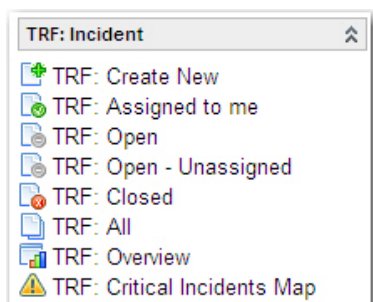 TRF: Incident
TRF: Create New
TRF: Assigned to me
TRF: Open
TRF: Open - Unassigned
TRF: Closed
TRF: All
TRF: Overview
TRF: Critical Incidents Map